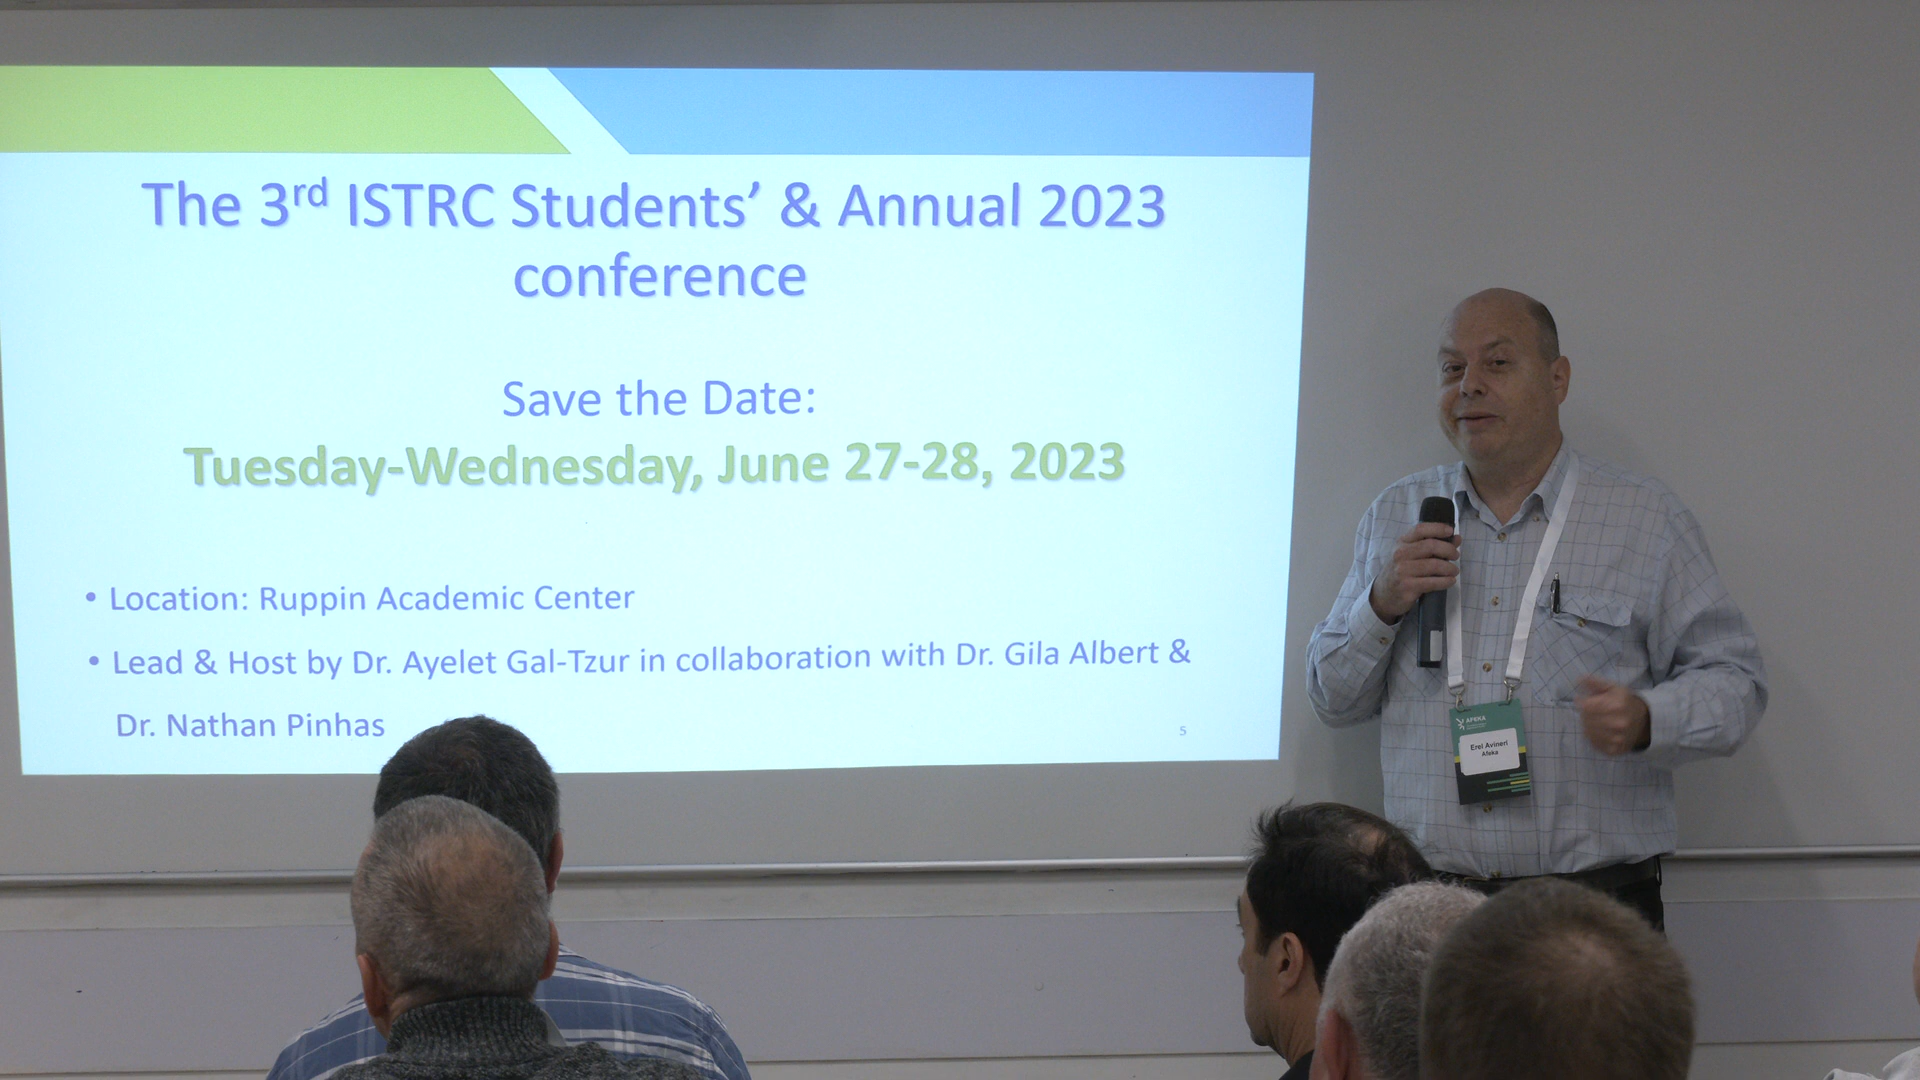 The 3rd ISTRC Students’ & Annual 2023
conference
Save the Date:
Tuesday-Wednesday, June 27-28, 2023
• Location: Ruppin Academic Center
• Lead & Host by Dr. Ayelet Gal-Tzur in collaboration with Dr. Gila Albert &
Dr. Nathan Pinhas
5
AFEKA
Erel Avineri
Afeka